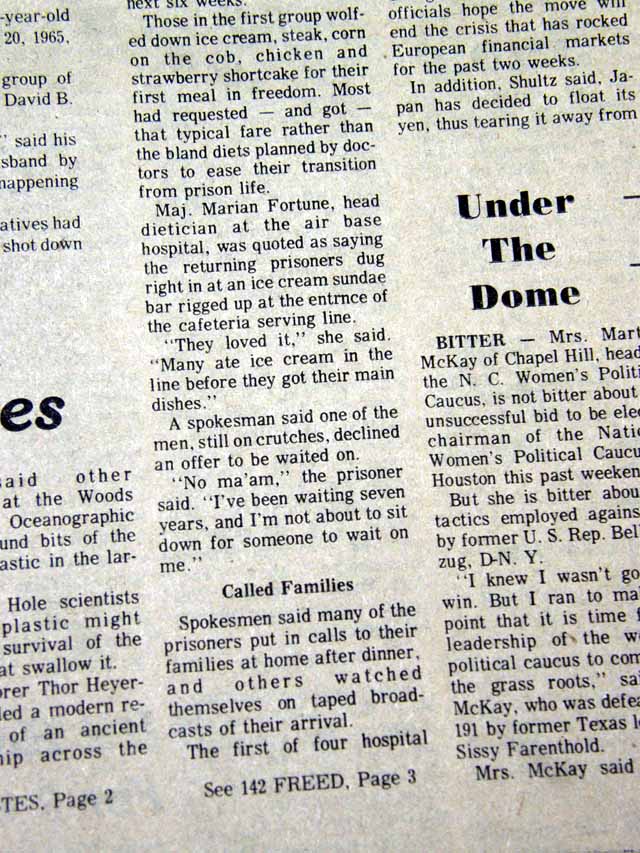 -year-old
20, 1965,
group of
David B.
" said his
sband by
happening
atives had
shot down
es
said other
at the Woods
Oceanographic
und bits of the
astic in the lar-
Hole scientists
plastic might
survival of the
at swallow it.
orer Thor Heyer-
led a modern re-
of an ancient
hip across the
TES, Page 2
next six weeks.
Those in the first group wolf-
ed down ice cream, steak, corn
on the cob, chicken and
strawberry shortcake for their
first meal in freedom. Most
had requested — and got —
that typical fare rather than
the bland diets planned by doc-
tors to ease their transition
from prison life.
Maj. Marian Fortune, head
dietician at the air base
hospital, was quoted as saying
the returning prisoners dug
right in at an ice cream sundae
bar rigged up at the entrnce of
the cafeteria serving line.
"They loved it," she said.
"Many ate ice cream in the
line before they got their main
dishes."
A spokesman said one of the
men, still on crutches, declined
an offer to be waited on.
"No ma'am," the prisoner
said. "I've been waiting seven
years, and I'm not about to sit
down for someone to wait on
me."
Called Families
Spokesmen said many of the
prisoners put in calls to their
families at home after dinner,
and others watched
themselves on taped broad-
casts of their arrival.
The first of four hospital
See 142 FREED, Page 3
officials hope the move will
end the crisis that has rocked
European financial markets
for the past two weeks.
In addition, Shultz said, Ja-
pan has decided to float its
yen, thus tearing it away from
Under
The
Dome
BITTER — Mrs. Mart
McKay of Chapel Hill, head
the N. C. Women's Politi
Caucus, is not bitter about
unsuccessful bid to be elec
chairman of the Natio
Women's Political Caucu
Houston this past weeken
But she is bitter abou
tactics employed agains
by former U. S. Rep. Bel
zug, D-N. Y.
"I knew I wasn't go
win. But I ran to ma
point that it is time f
leadership of the w
political caucus to com
the grass roots," sai
McKay, who was defea
191 by former Texas le
Sissy Farenthold.
Mrs. McKay said